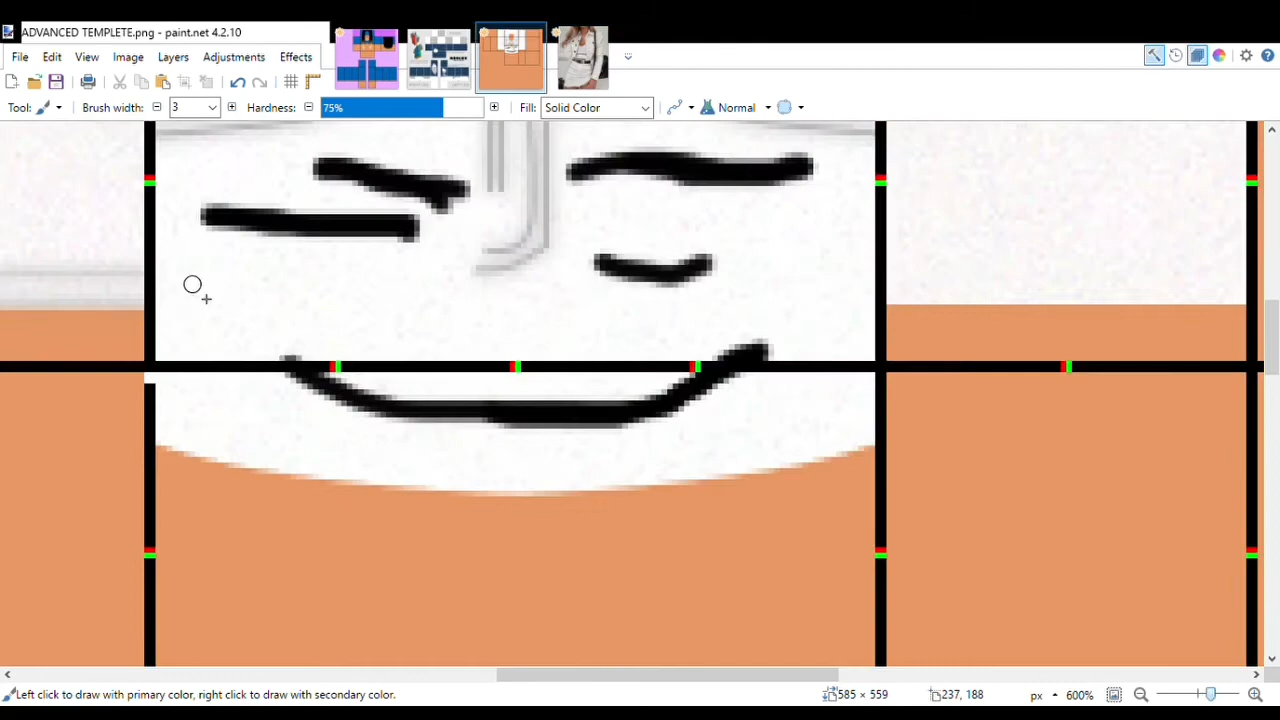 ADVANCED TEMPLETE.png - paint.net 4.2.10
File Edit View Image Layers Adjustments Effects
Tool: Brush width: 3 Hardness: 75% Fill: Solid Color Normal
Left click to draw with primary color, right click to draw with secondary color. 585 × 559 237, 188 px 600%